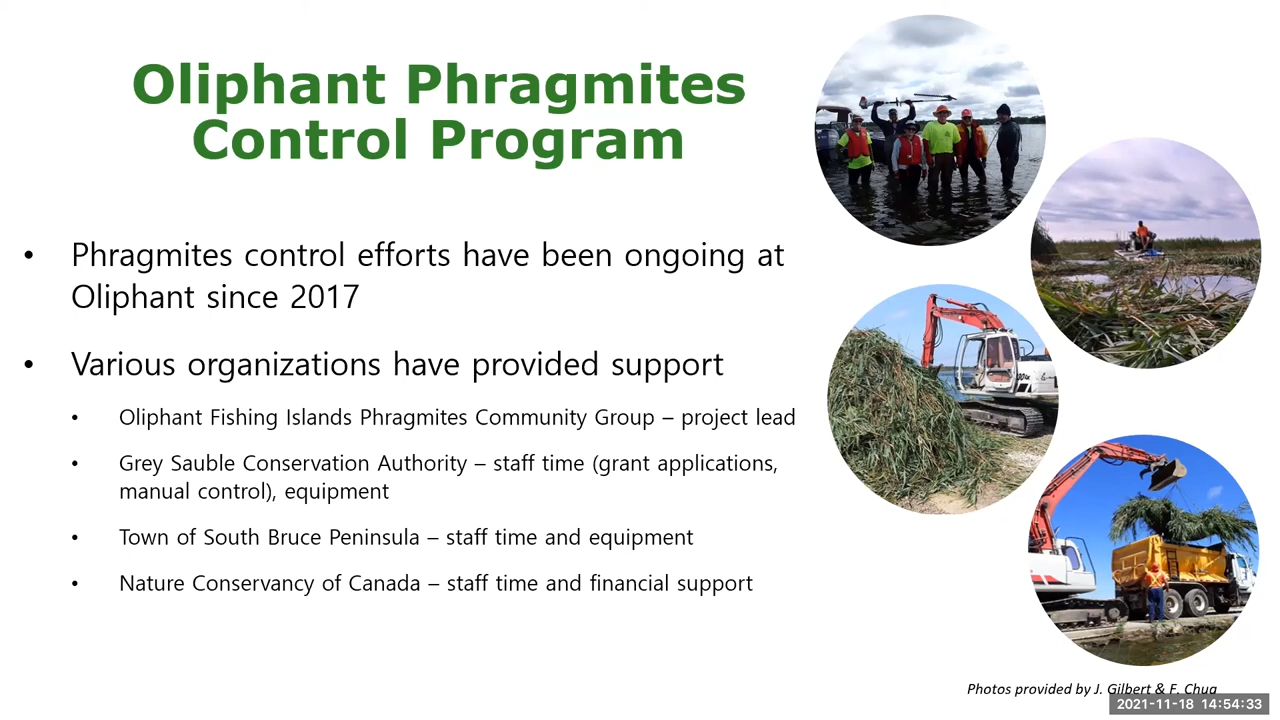 Oliphant Phragmites
Control Program
• Phragmites control efforts have been ongoing at
Oliphant since 2017
• Various organizations have provided support
• Oliphant Fishing Islands Phragmites Community Group – project lead
• Grey Sauble Conservation Authority – staff time (grant applications,
manual control), equipment
• Town of South Bruce Peninsula – staff time and equipment
• Nature Conservancy of Canada – staff time and financial support
Photos provided by J. Gilbert & F. Chua
2021-11-18 14:54:33